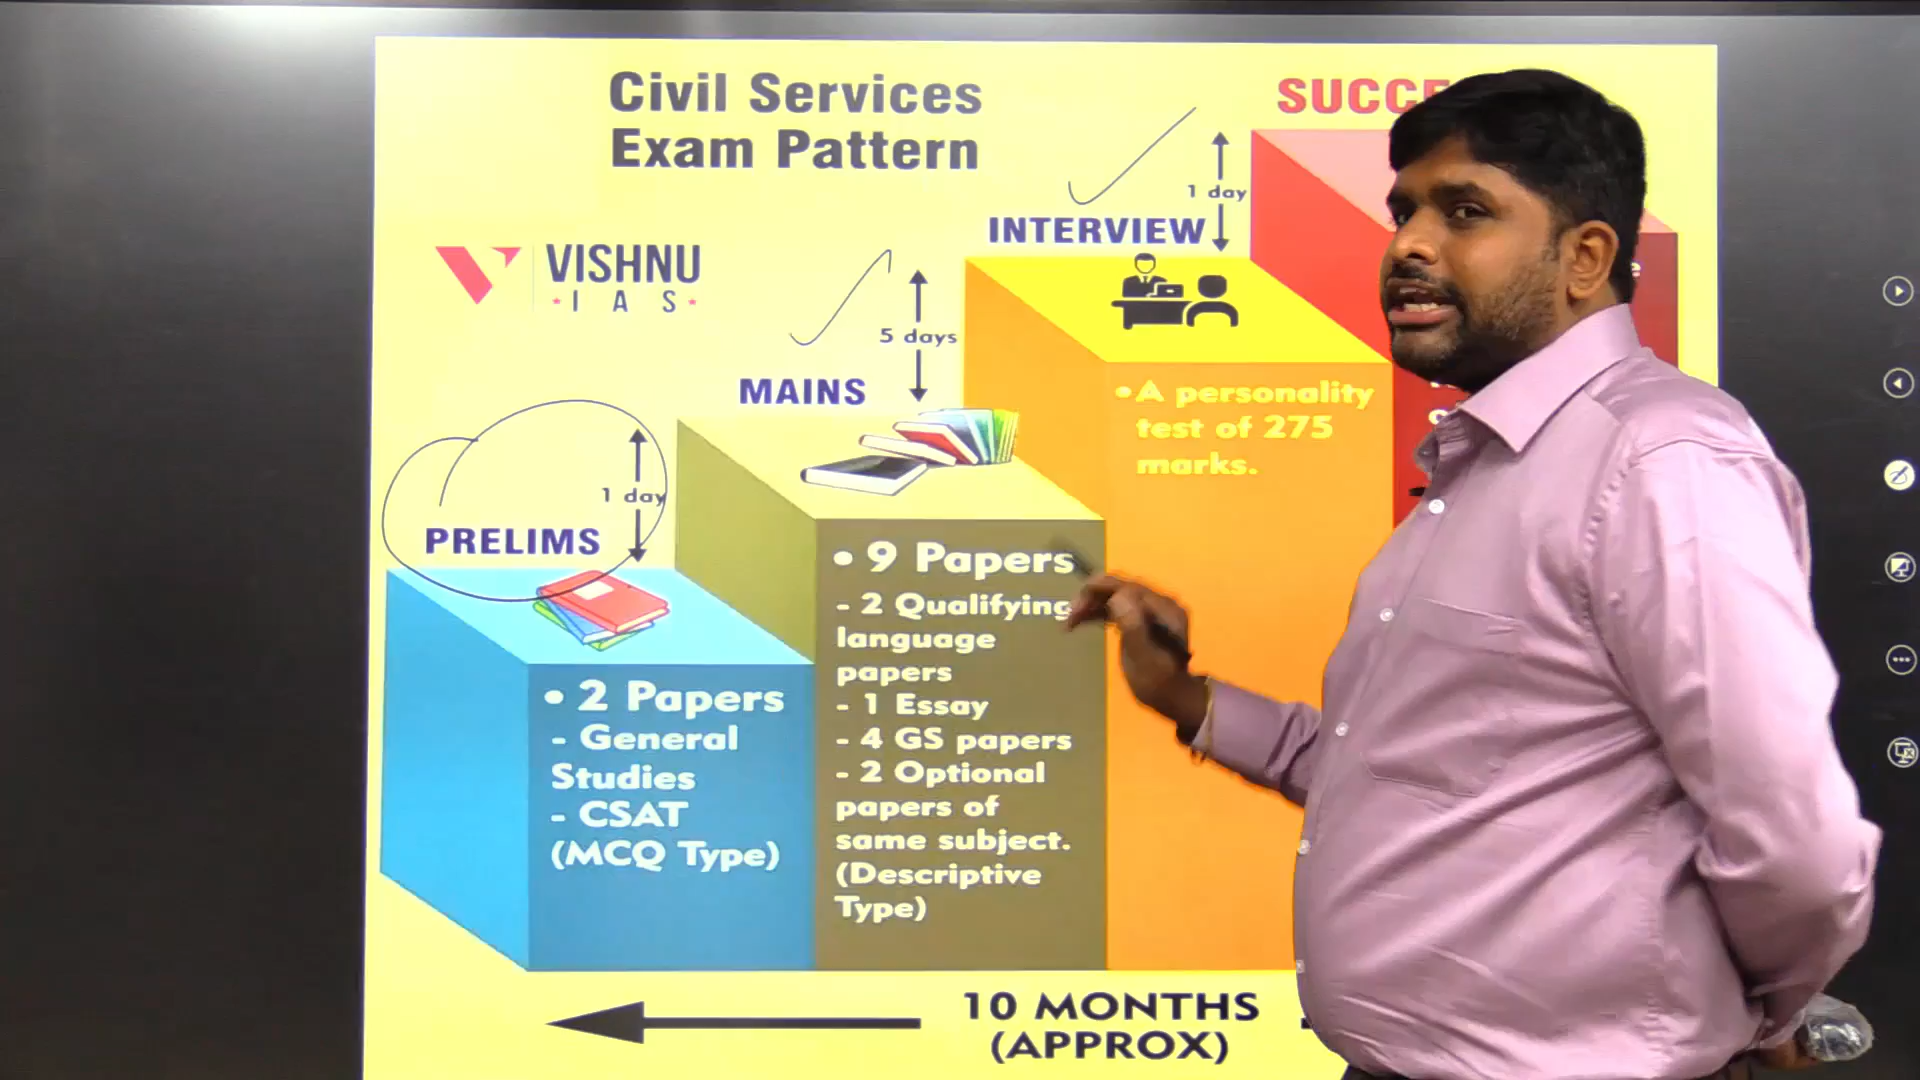 Civil Services
Exam Pattern
VISHNU
I A S
PRELIMS
1 day
• 2 Papers
- General
Studies
- CSAT
(MCQ Type)
MAINS
5 days
• 9 Papers
- 2 Qualifying
language
papers
- 1 Essay
- 4 GS papers
- 2 Optional
papers of
same subject.
(Descriptive
Type)
INTERVIEW
1 day
• A personality
test of 275
marks.
10 MONTHS
(APPROX)